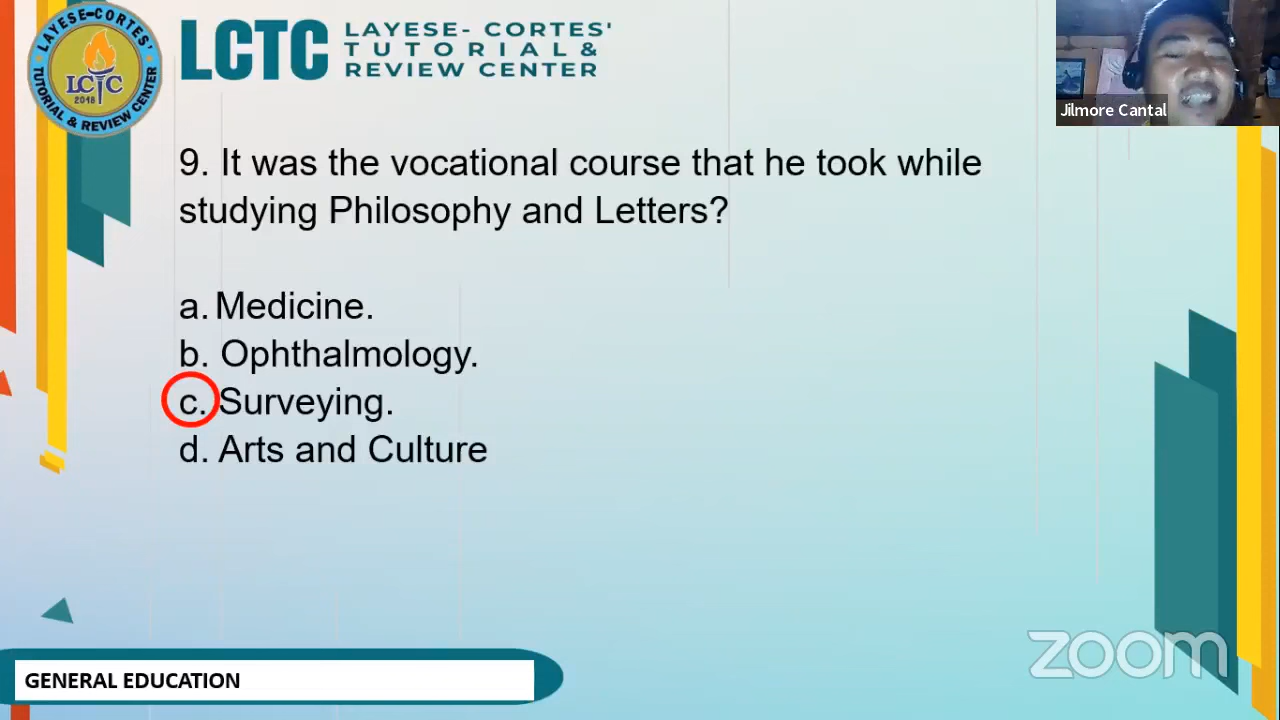 LAYESE-CORTES'
TUTORIAL & REVIEW CENTER
LCTC
2018
LCTC
LAYESE- CORTES'
TUTORIAL &
REVIEW CENTER
Jilmore Cantal
9. It was the vocational course that he took while
studying Philosophy and Letters?
a. Medicine.
b. Ophthalmology.
c. Surveying.
d. Arts and Culture
zoom
GENERAL EDUCATION